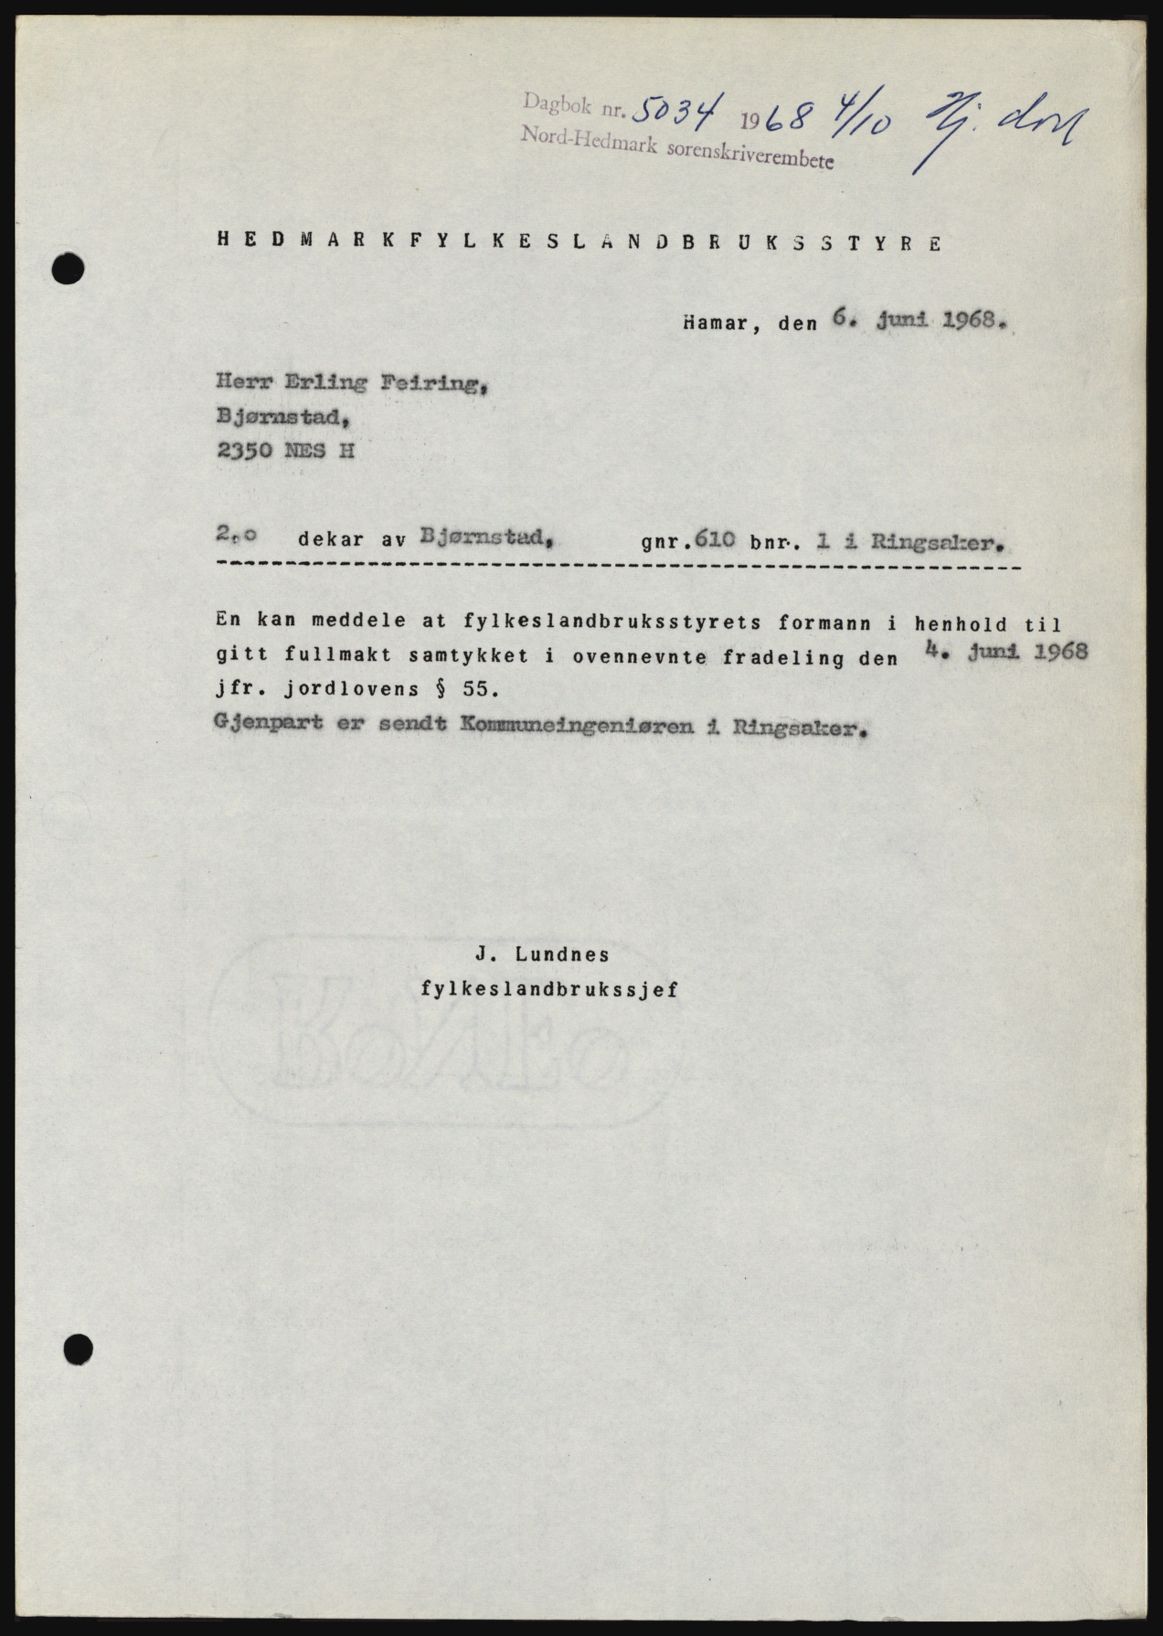 Dagbok nr. 5034 1968 4/10
Nord-Hedmark sorenskriverembete
HEDMARK FYLKESLANDBRUKSSTYRE
Hamar, den 6. juni 1968.
Herr Erling Feiring,
Bjørnstad,
2350 NES H
2,0 dekar av Bjørnstad, gnr. 610 bnr. 1 i Ringsaker.
En kan meddele at fylkeslandbruksstyrets formann i henhold til
gitt fullmakt samtykket i ovennevnte fradeling den 4. juni 1968
jfr. jordlovens § 55.
Gjenpart er sendt Kommuneingeniøren i Ringsaker.
J. Lundnes
fylkeslandbrukssjef